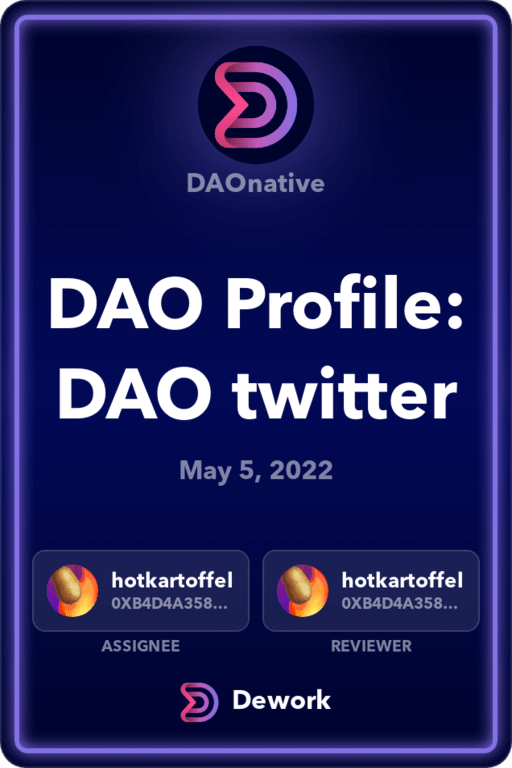 DAOnative
DAO Profile:
DAO twitter
May 5, 2022
hotkartoffel
0XB4D4A358...
ASSIGNEE
hotkartoffel
0XB4D4A358...
REVIEWER
Dework